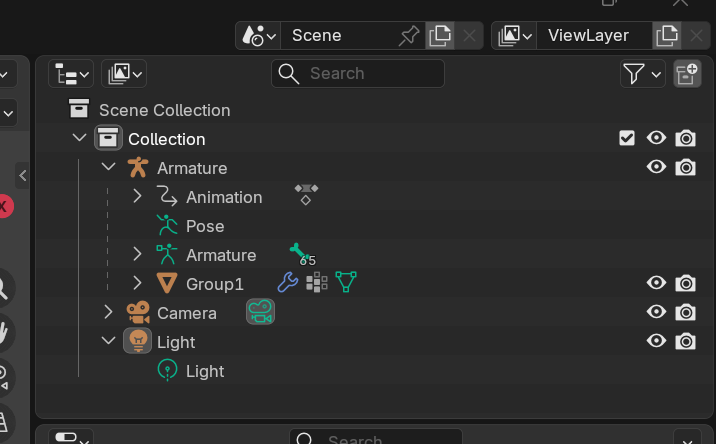 Scene
ViewLayer
Search
Scene Collection
Collection
Armature
Animation
Pose
Armature
65
Group1
Camera
Light
Light
X
Search